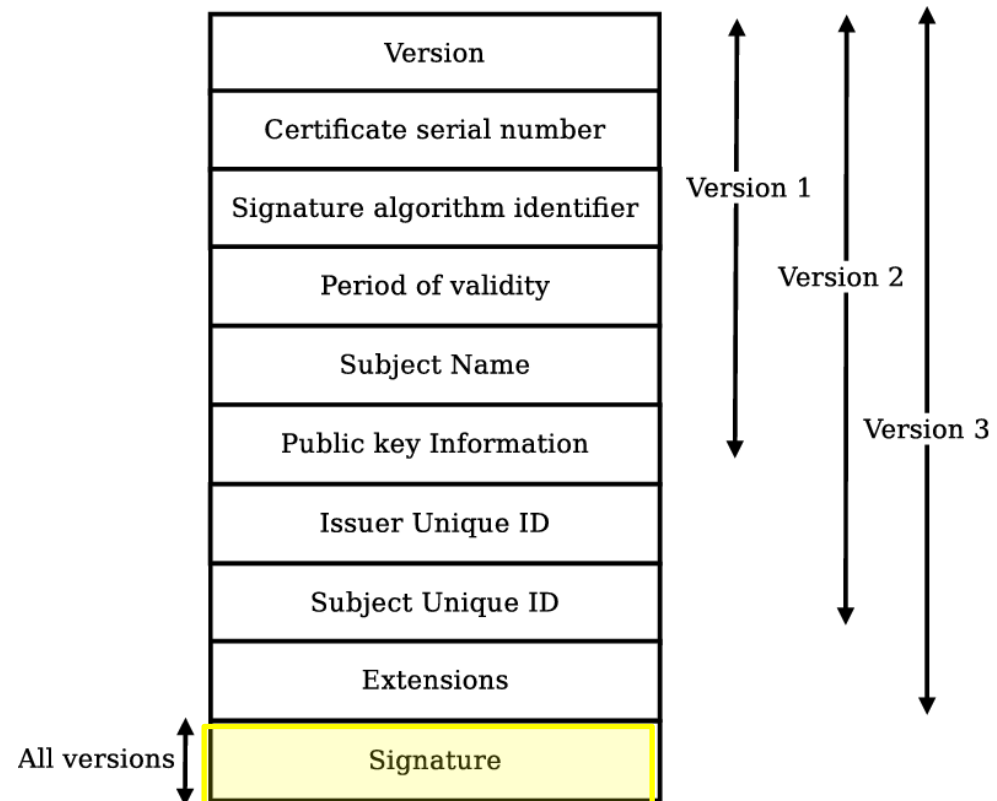 Version
Certificate serial number
Signature algorithm identifier
Version 1
Period of validity
Version 2
Subject Name
Public key Information
Version 3
Issuer Unique ID
Subject Unique ID
Extensions
All versions
Signature